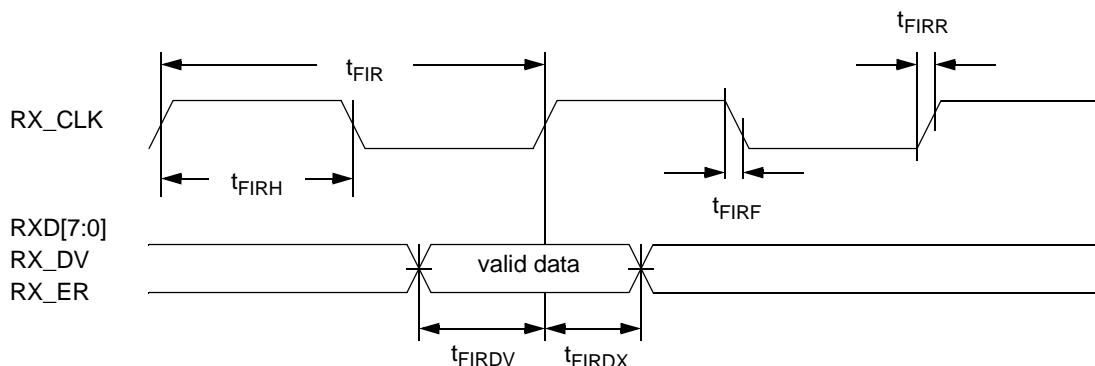 tFIRR
tFIR
RX_CLK
tFIRH
tFIRF
RXD[7:0]
RX_DV
valid data
RX_ER
tFIRDV
tFIRDX